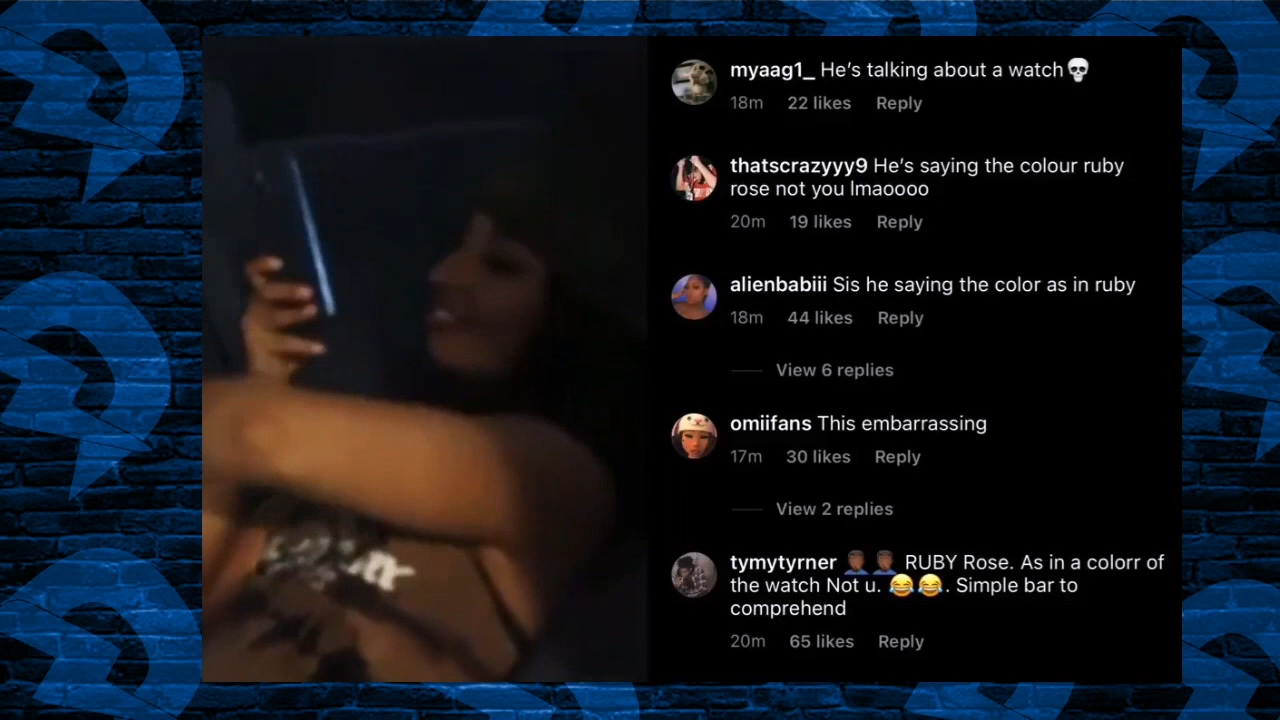 myaag1_ He's talking about a watch💀
18m 22 likes Reply
thatscrazyyy9 He's saying the colour ruby
rose not you lmaoooo
20m 19 likes Reply
alienbabiii Sis he saying the color as in ruby
18m 44 likes Reply
View 6 replies
omiifans This embarrassing
17m 30 likes Reply
View 2 replies
tymytyrner 🤦🏾‍♂️🤦🏾‍♂️ RUBY Rose. As in a colorr of
the watch Not u. 😂😂. Simple bar to
comprehend
20m 65 likes Reply